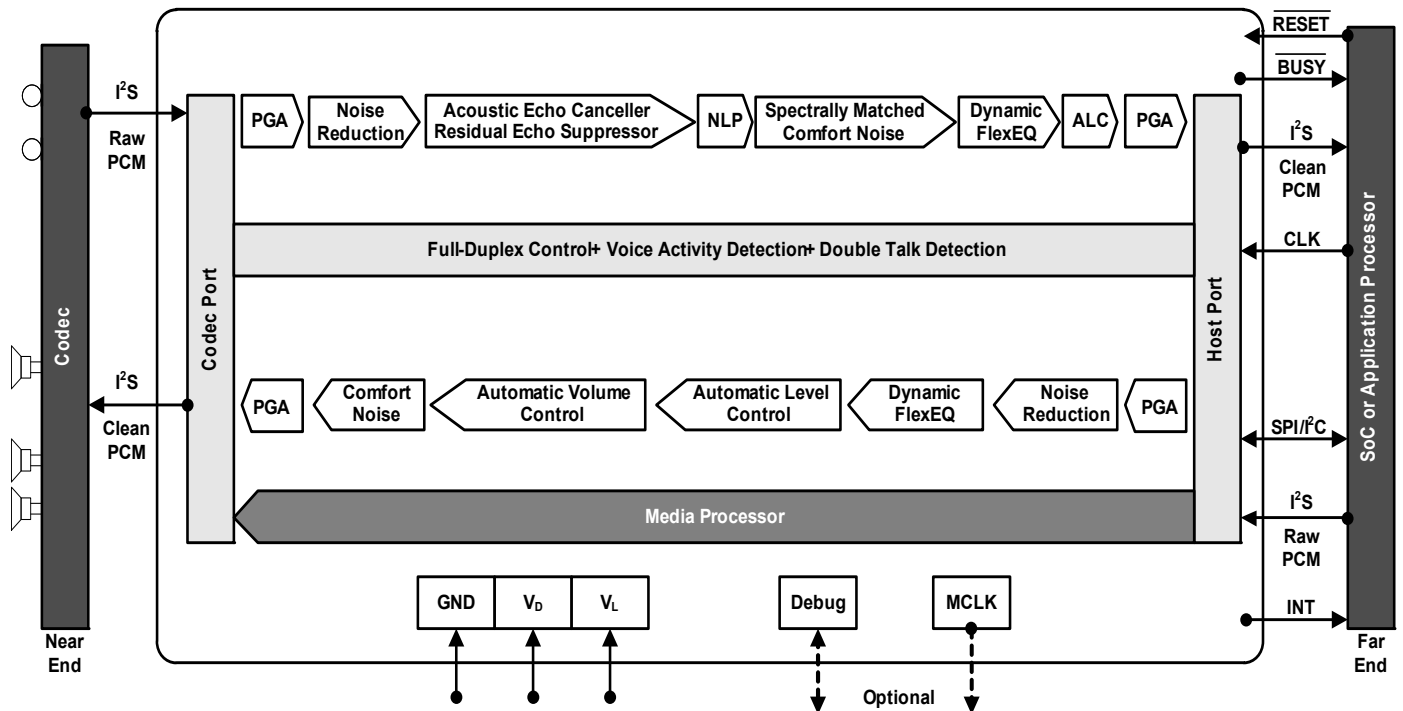 RESET
BUSY
I²S
Raw
PCM
PGA
Noise
Reduction
Acoustic Echo Canceller
Residual Echo Suppressor
NLP
Spectrally Matched
Comfort Noise
Dynamic
FlexEQ
ALC
PGA
I²S
Clean
PCM
Full-Duplex Control+ Voice Activity Detection+ Double Talk Detection
CLK
Codec
Codec Port
Host Port
SoC or Application Processor
I²S
Clean
PCM
PGA
Comfort
Noise
Automatic Volume
Control
Automatic Level
Control
Dynamic
FlexEQ
Noise
Reduction
PGA
SPI/I²C
Media Processor
I²S
Raw
PCM
GND
V_D
V_L
Debug
MCLK
INT
Near
End
Far
End
Optional